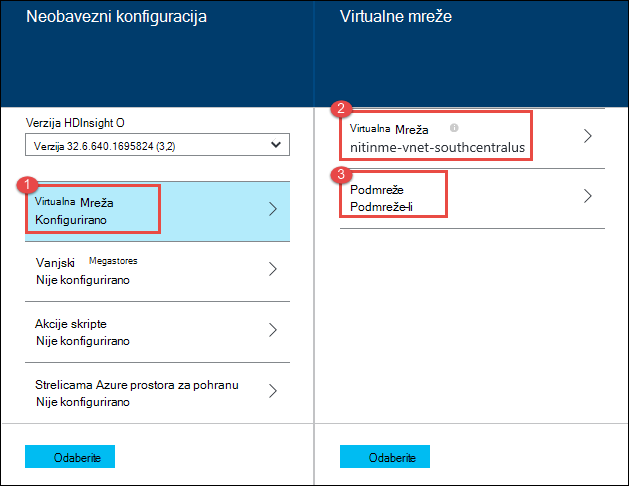 Neobavezni konfiguracija
Verzija HDInsight O
Verzija 32.6.640.1695824 (3,2)
1
Virtualna Mreža
Konfigurirano
Vanjski Megastores
Nije konfigurirano
Akcije skripte
Nije konfigurirano
Strelicama Azure prostora za pohranu
Nije konfigurirano
Odaberite
Virtualne mreže
2
Virtualna Mreža
nitinme-vnet-southcentralus
3
Podmreže
Podmreže-li
Odaberite